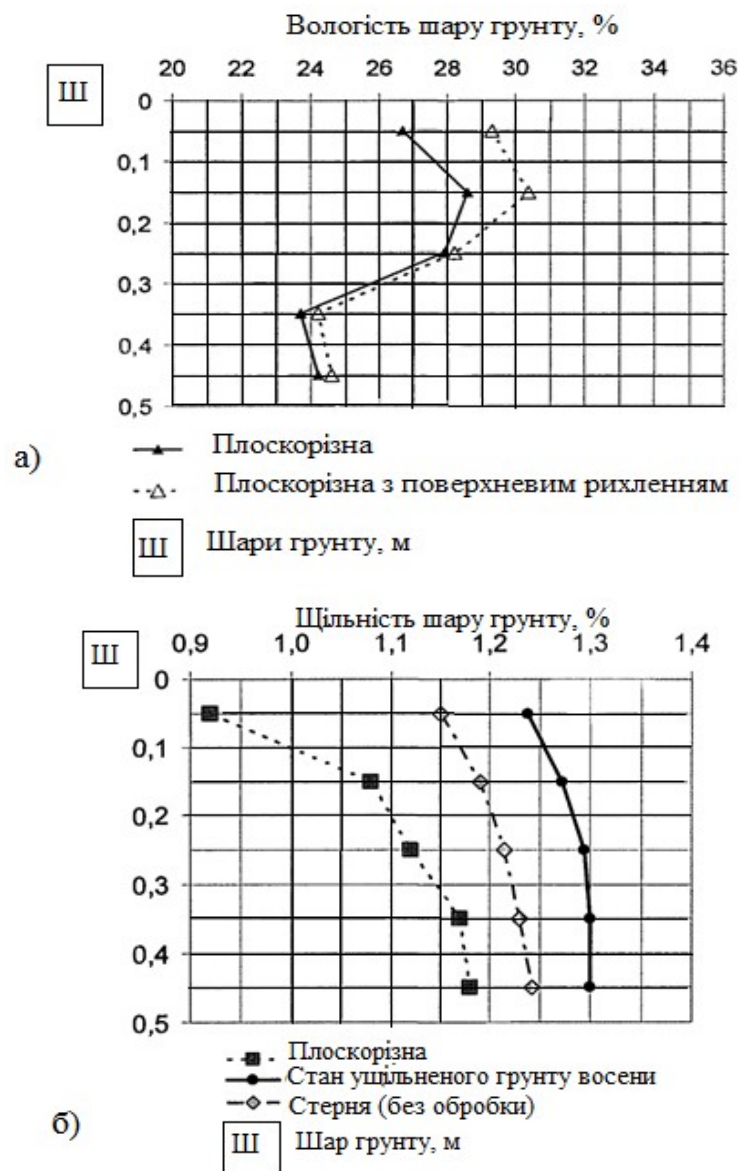 Вологість шару грунту, %
20 22 24 26 28 30 32 34 36
Ш
0
0,1
0,2
0,3
0,4
0,5
а)
Плоскорізна
Плоскорізна з поверхневим рихленням
Ш Шари грунту, м
Щільність шару грунту, %
Ш
0,9 1,0 1,1 1,2 1,3 1,4
0
0,1
0,2
0,3
0,4
0,5
Плоскорізна
Стан ущільненого грунту восени
Стерня (без обробки)
б)
Ш Шар грунту, м